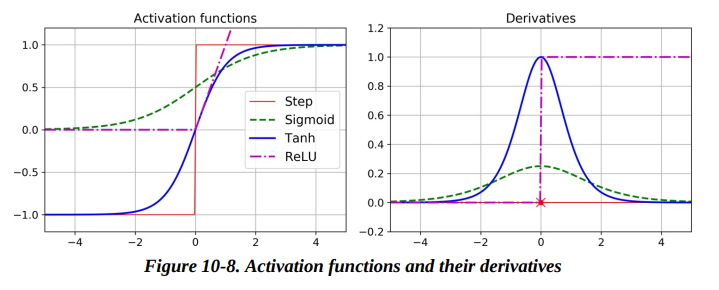 Activation functions
1.0
0.5
0.0
−0.5
−1.0
−4 −2 0 2 4
Step
Sigmoid
Tanh
ReLU
Derivatives
1.2
1.0
0.8
0.6
0.4
0.2
0.0
−0.2
−4 −2 0 2 4
Figure 10-8. Activation functions and their derivatives